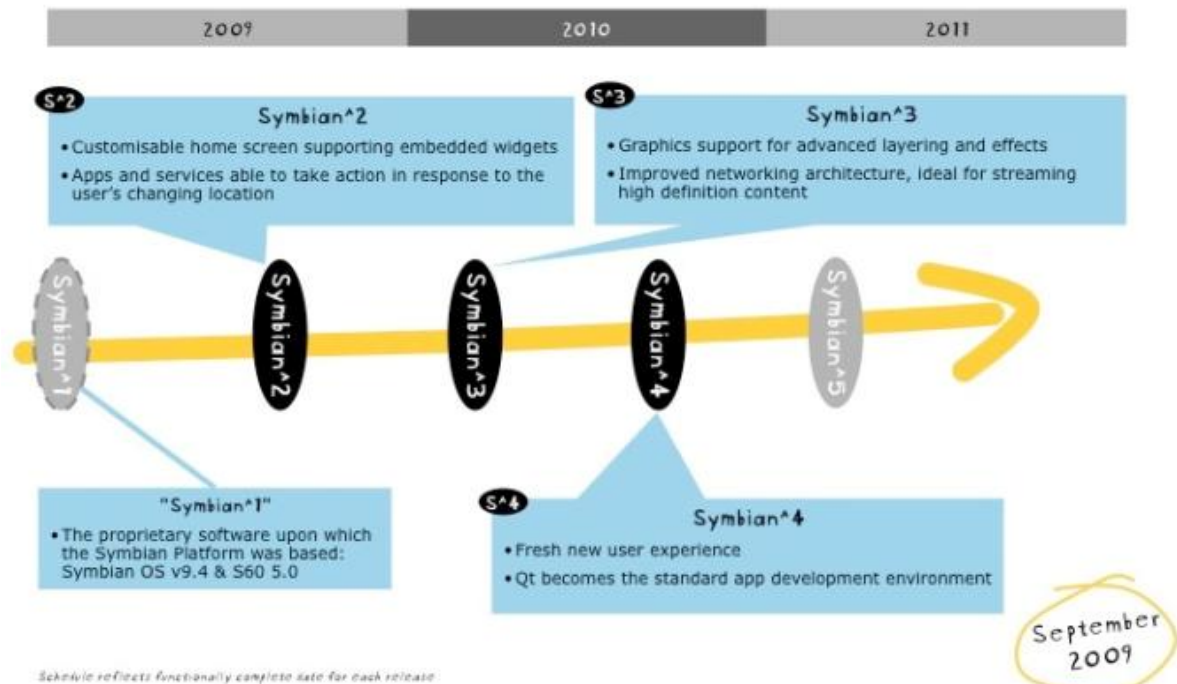 2009
2010
2011
S^2
Symbian^2
• Customisable home screen supporting embedded widgets
• Apps and services able to take action in response to the
user's changing location
S^3
Symbian^3
• Graphics support for advanced layering and effects
• Improved networking architecture, ideal for streaming
high definition content
Symbian^1
Symbian^2
Symbian^3
Symbian^4
Symbian^5
"Symbian^1"
• The proprietary software upon which
the Symbian Platform was based:
Symbian OS v9.4 & S60 5.0
S^4
Symbian^4
• Fresh new user experience
• Qt becomes the standard app development environment
September
2009
Schedule reflects functionally complete date for each release